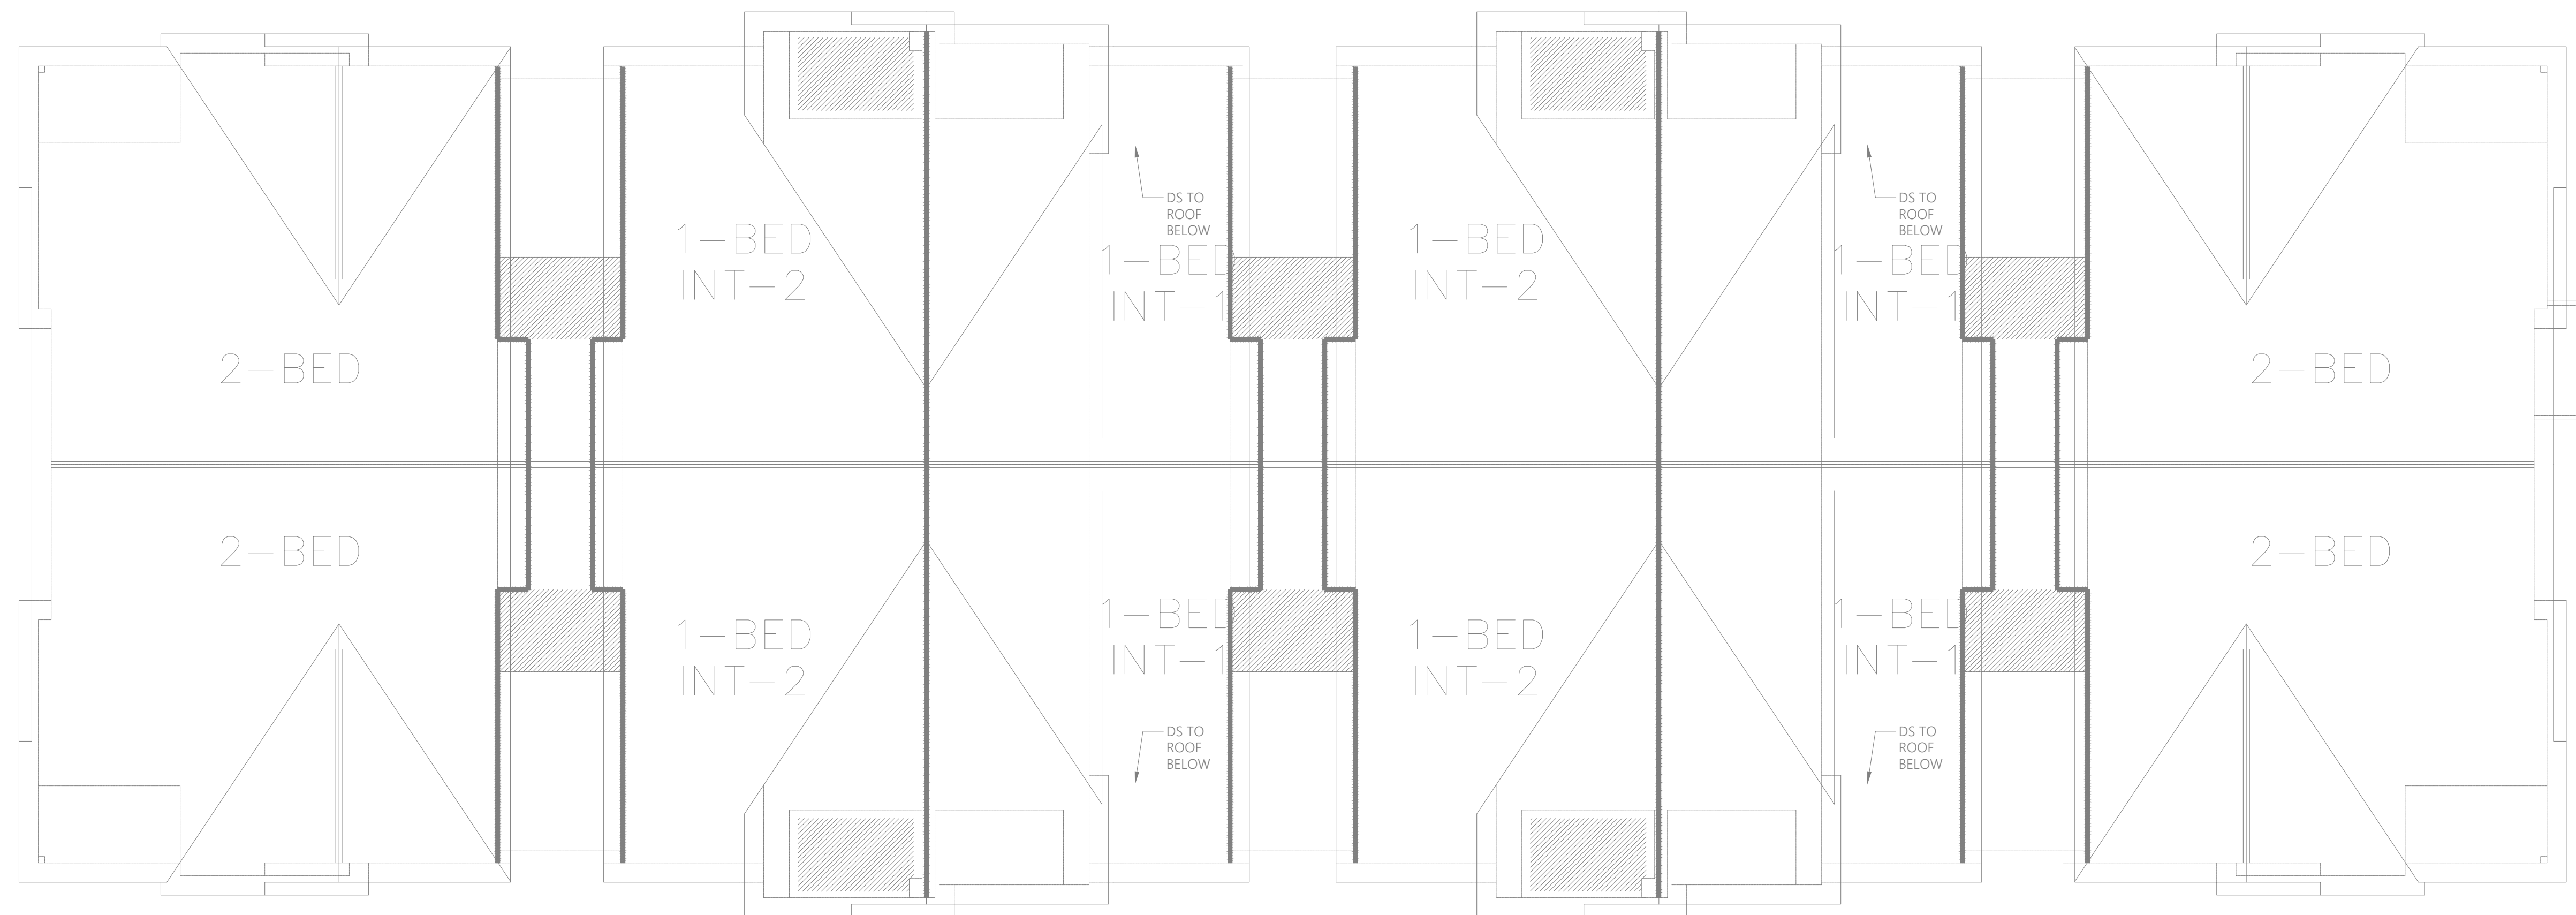 DS TO
ROOF
BELOW
DS TO
ROOF
BELOW
1-BED
INT-2
1-BED
INT-1
1-BED
INT-2
1-BED
INT-1
2-BED
2-BED
2-BED
2-BED
1-BED
INT-2
1-BED
INT-1
1-BED
INT-2
1-BED
INT-1
DS TO
ROOF
BELOW
DS TO
ROOF
BELOW